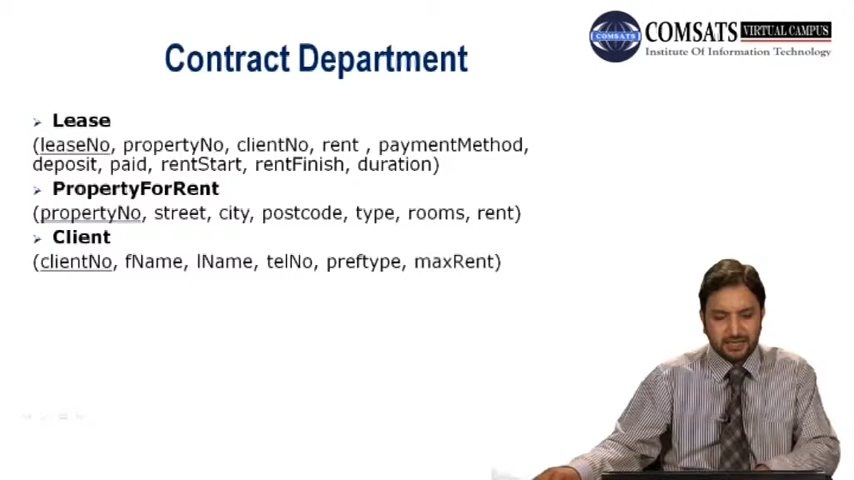 COMSATS VIRTUAL CAMPUS
COMSATS
Institute Of Information Technology
Contract Department
Lease
(leaseNo, propertyNo, clientNo, rent , paymentMethod,
deposit, paid, rentStart, rentFinish, duration)
PropertyForRent
(propertyNo, street, city, postcode, type, rooms, rent)
Client
(clientNo, fName, lName, telNo, preftype, maxRent)